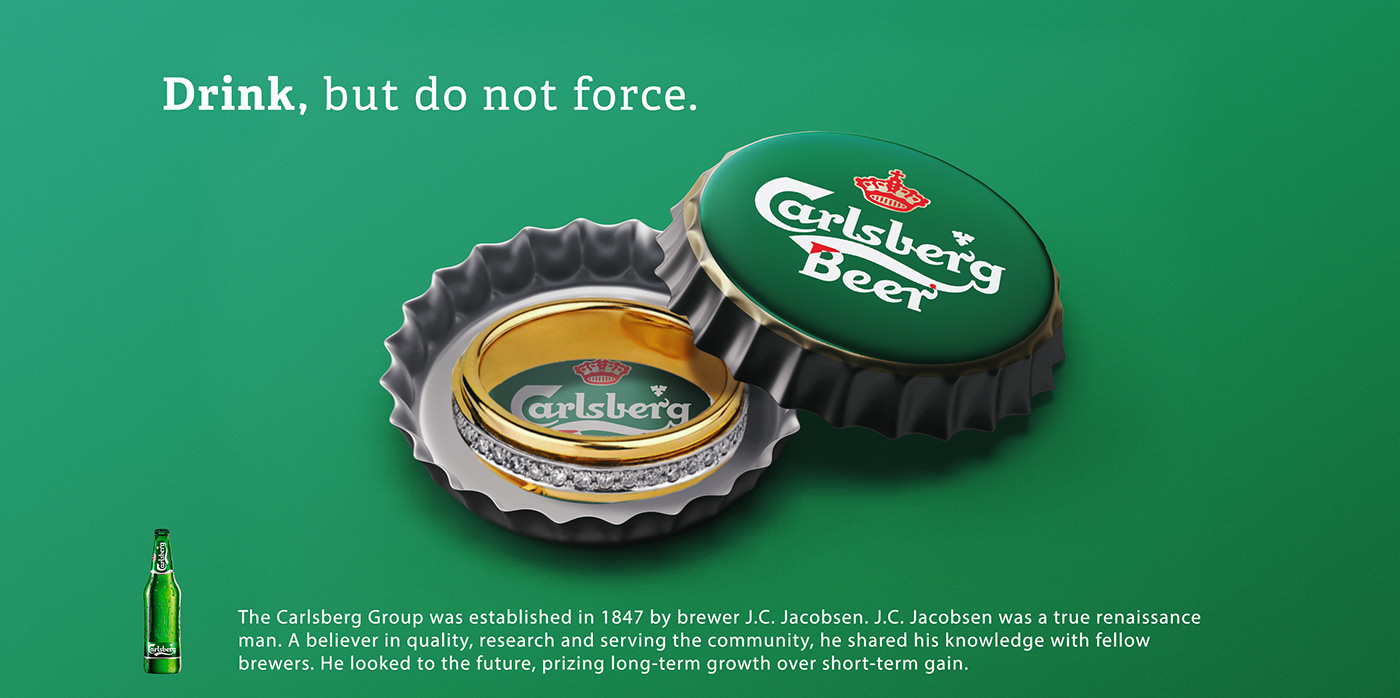 Drink, but do not force.
Carlsberg
Beer
Carlsberg
Carlsberg
Carlsberg
The Carlsberg Group was established in 1847 by brewer J.C. Jacobsen. J.C. Jacobsen was a true renaissance
man. A believer in quality, research and serving the community, he shared his knowledge with fellow
brewers. He looked to the future, prizing long-term growth over short-term gain.